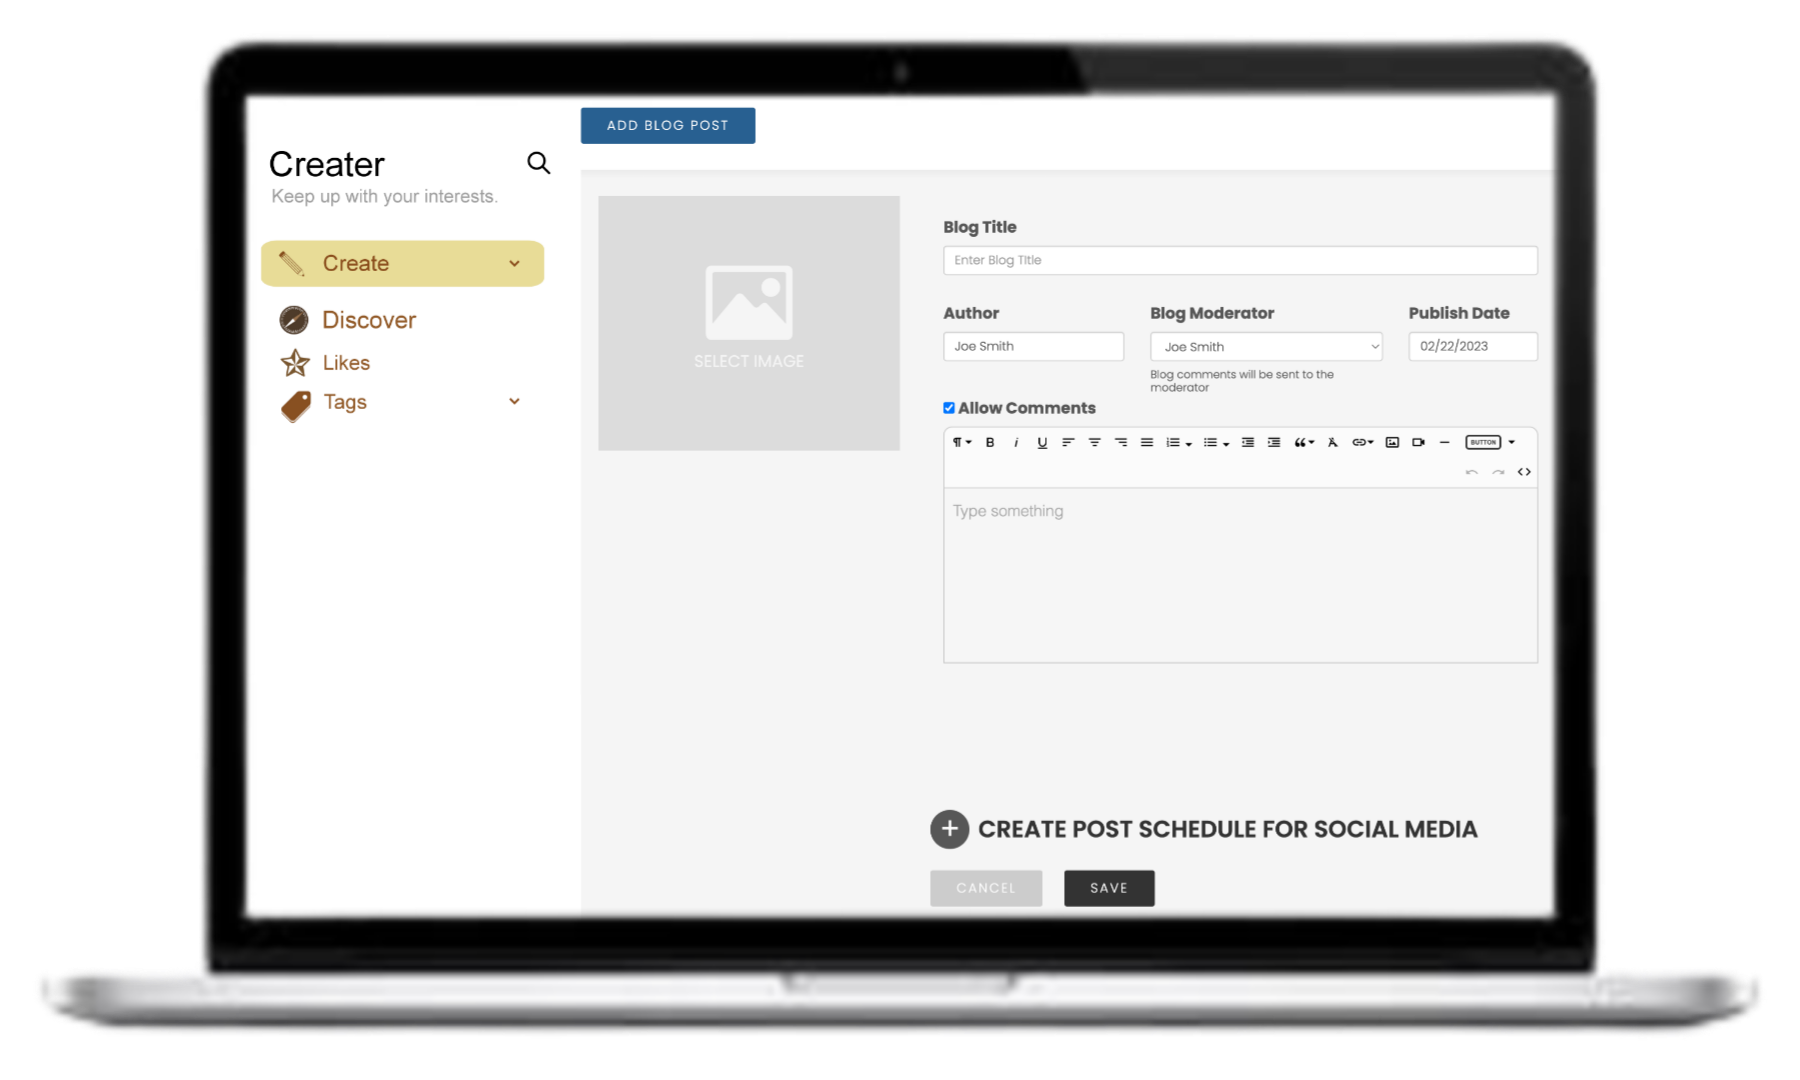 ADD BLOG POST
Creater
Keep up with your interests.
Create
Discover
Likes
Tags
SELECT IMAGE
Blog Title
Enter Blog Title
Author
Blog Moderator
Publish Date
Joe Smith
Joe Smith
02/22/2023
Blog comments will be sent to the
moderator
Allow Comments
B i U
BUTTON
Type something
CREATE POST SCHEDULE FOR SOCIAL MEDIA
CANCEL
SAVE